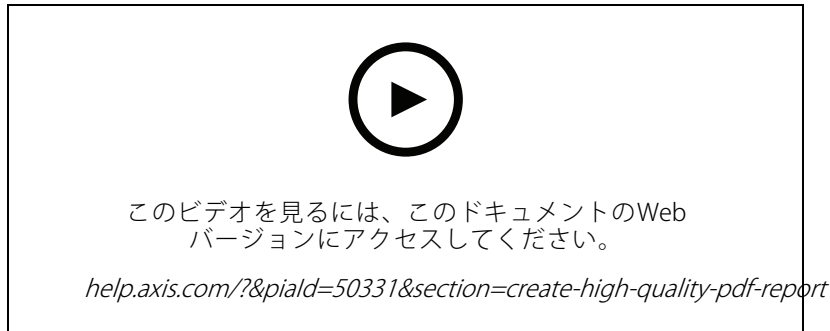 このビデオを見るには、このドキュメントのWeb
バージョンにアクセスしてください。
help.axis.com/?&piaId=50331&section=create-high-quality-pdf-report